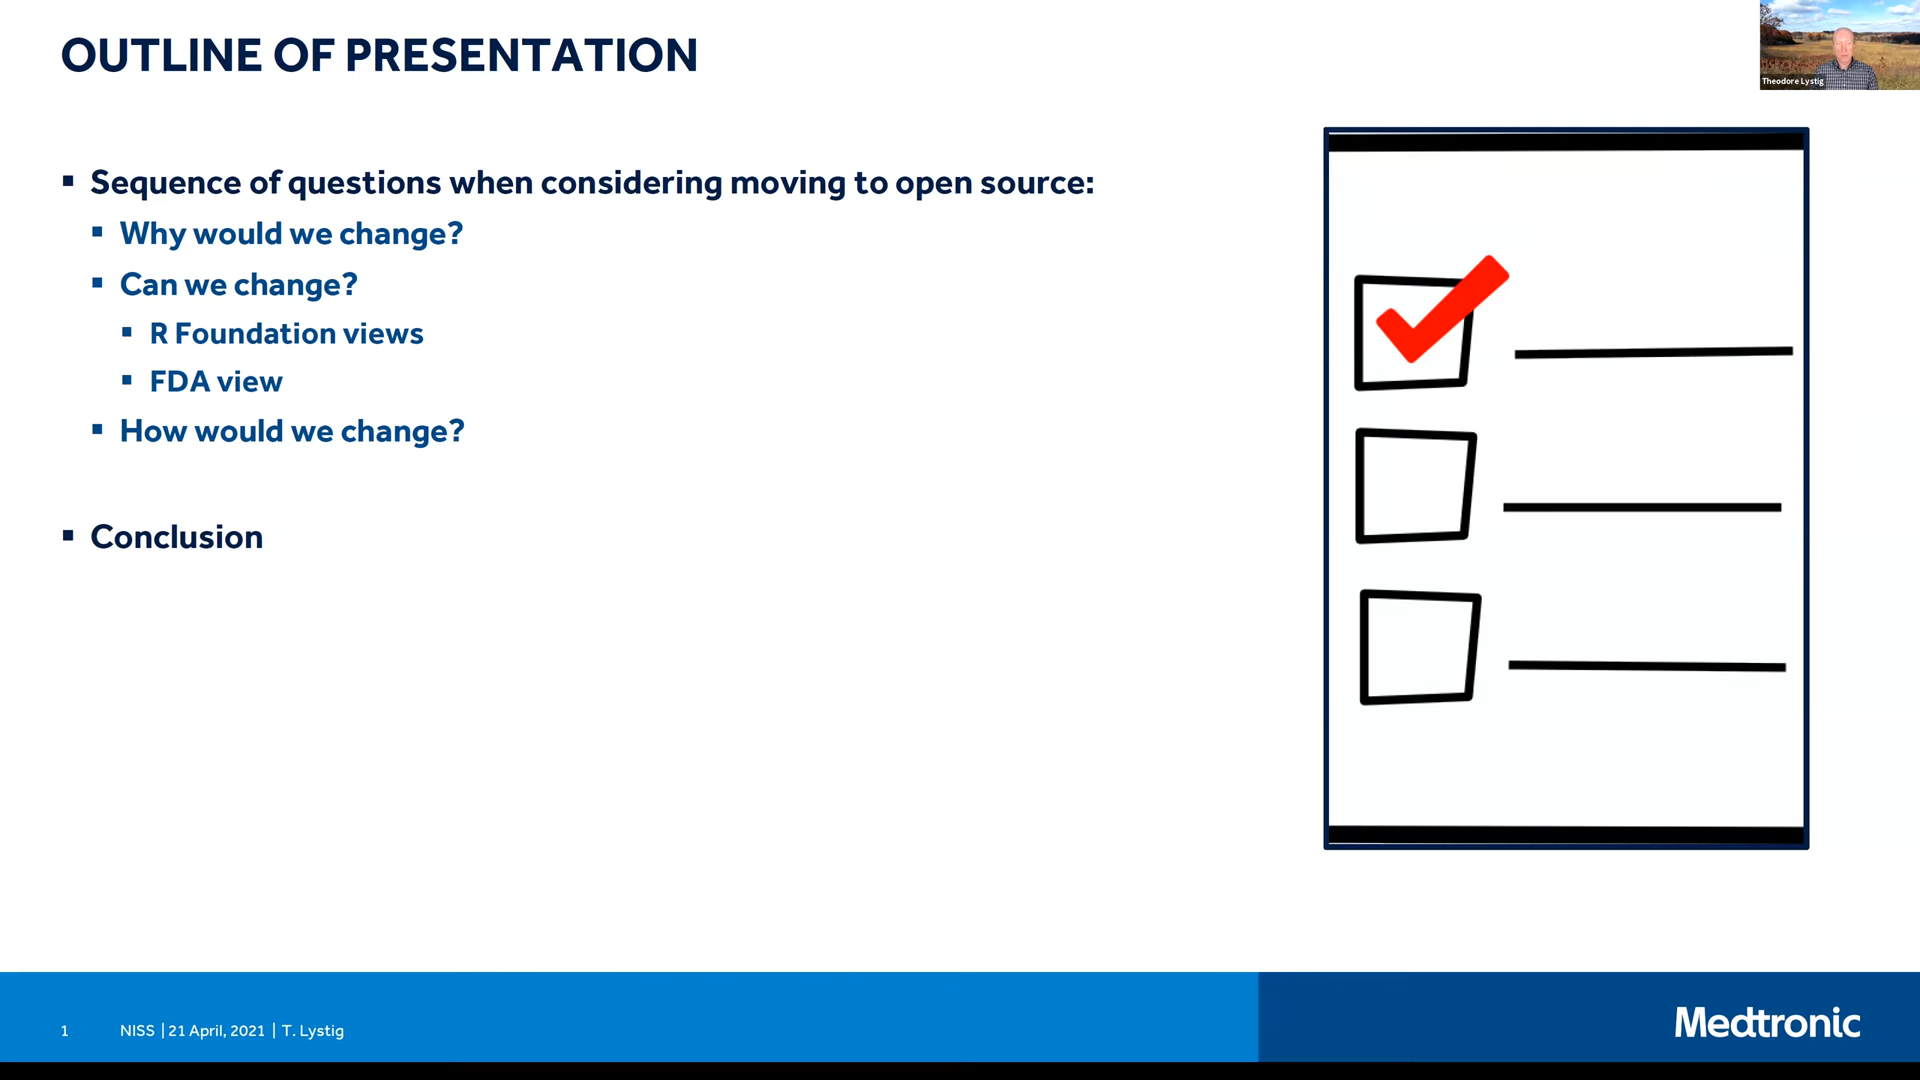 OUTLINE OF PRESENTATION
Theodore Lystig
▪ Sequence of questions when considering moving to open source:
▪ Why would we change?
▪ Can we change?
▪ R Foundation views
▪ FDA view
▪ How would we change?
▪ Conclusion
1 NISS | 21 April, 2021 | T. Lystig
Medtronic